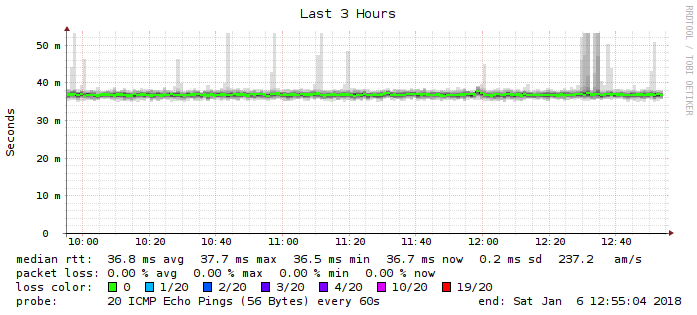 Last 3 Hours
RRDTOOL / TOBI OETIKER
Seconds
50 m
40 m
30 m
20 m
10 m
0
10:00 10:20 10:40 11:00 11:20 11:40 12:00 12:20 12:40
median rtt: 36.8 ms avg 37.7 ms max 36.5 ms min 36.7 ms now 0.2 ms sd 237.2 am/s
packet loss: 0.00 % avg 0.00 % max 0.00 % min 0.00 % now
loss color: 0 1/20 2/20 3/20 4/20 10/20 19/20
probe: 20 ICMP Echo Pings (56 Bytes) every 60s end: Sat Jan 6 12:55:04 2018